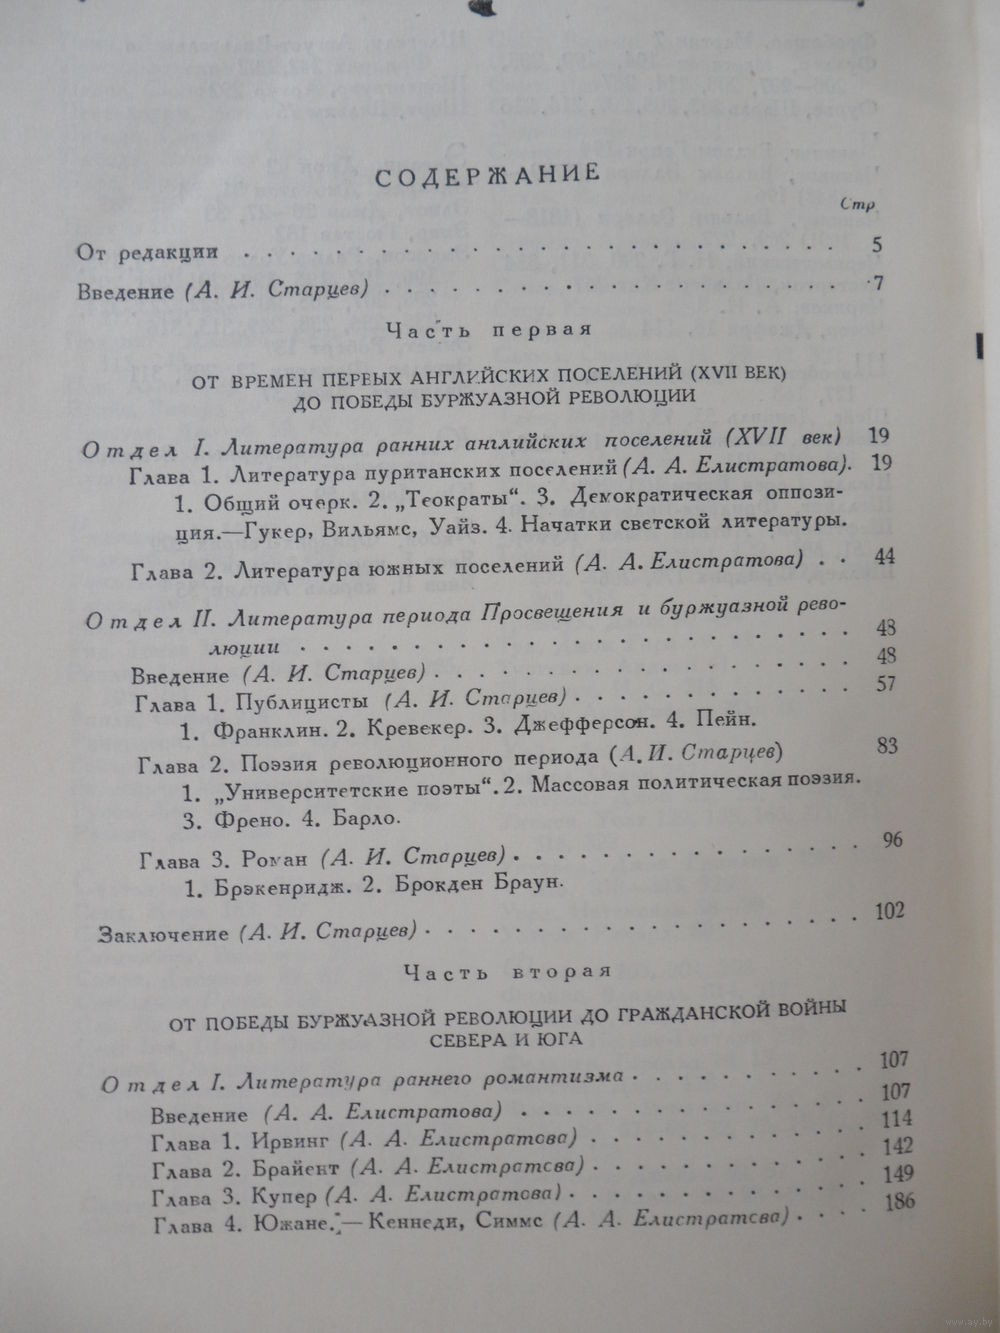 СОДЕРЖАНИЕ
Стр
От редакции . . . . . . . . . . . . . . . . . . . . . . 5
Введение (А. И. Старцев) . . . . . . . . . . . . . . . . . 7
Часть первая
ОТ ВРЕМЕН ПЕРВЫХ АНГЛИЙСКИХ ПОСЕЛЕНИЙ (XVII ВЕК)
ДО ПОБЕДЫ БУРЖУАЗНОЙ РЕВОЛЮЦИИ
Отдел I. Литература ранних английских поселений (XVII век) 19
Глава 1. Литература пуританских поселений (А. А. Елистратова). 19
1. Общий очерк. 2. „Теократы“. 3. Демократическая оппози-
ция.—Гукер, Вильямс, Уайз. 4. Начатки светской литературы.
Глава 2. Литература южных поселений (А. А. Елистратова) . . 44
Отдел II. Литература периода Просвещения и буржуазной рево-
люции . . . . . . . . . . . . . . . . . . . . 48
Введение (А. И. Старцев) . . . . . . . . . . . . . . . 48
Глава 1. Публицисты (А. И. Старцев) . . . . . . . . . . 57
1. Франклин. 2. Кревекер. 3. Джефферсон. 4. Пейн.
Глава 2. Поэзия революционного периода (А. И. Старцев) 83
1. „Университетские поэты“. 2. Массовая политическая поэзия.
3. Френо. 4. Барло.
Глава 3. Роман (А. И. Старцев) . . . . . . . . . . . . . 96
1. Брэкенридж. 2. Брокден Браун.
Заключение (А. И. Старцев) . . . . . . . . . . . . . . . . 102
Часть вторая
ОТ ПОБЕДЫ БУРЖУАЗНОЙ РЕВОЛЮЦИИ ДО ГРАЖДАНСКОЙ ВОЙНЫ
СЕВЕРА И ЮГА
Отдел I. Литература раннего романтизма . . . . . . . . . 107
Введение (А. А. Елистратова) . . . . . . . . . . . . . 107
Глава 1. Ирвинг (А. А. Елистратова) . . . . . . . . . . 114
Глава 2. Брайент (А. А. Елистратова) . . . . . . . . . . 142
Глава 3. Купер (А. А. Елистратова) . . . . . . . . . . . 149
Глава 4. Южане.— Кеннеди, Симмс (А. А. Елистратова) . . . . 186
www.ay.by